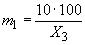 m₁ = 10·100 / X₃